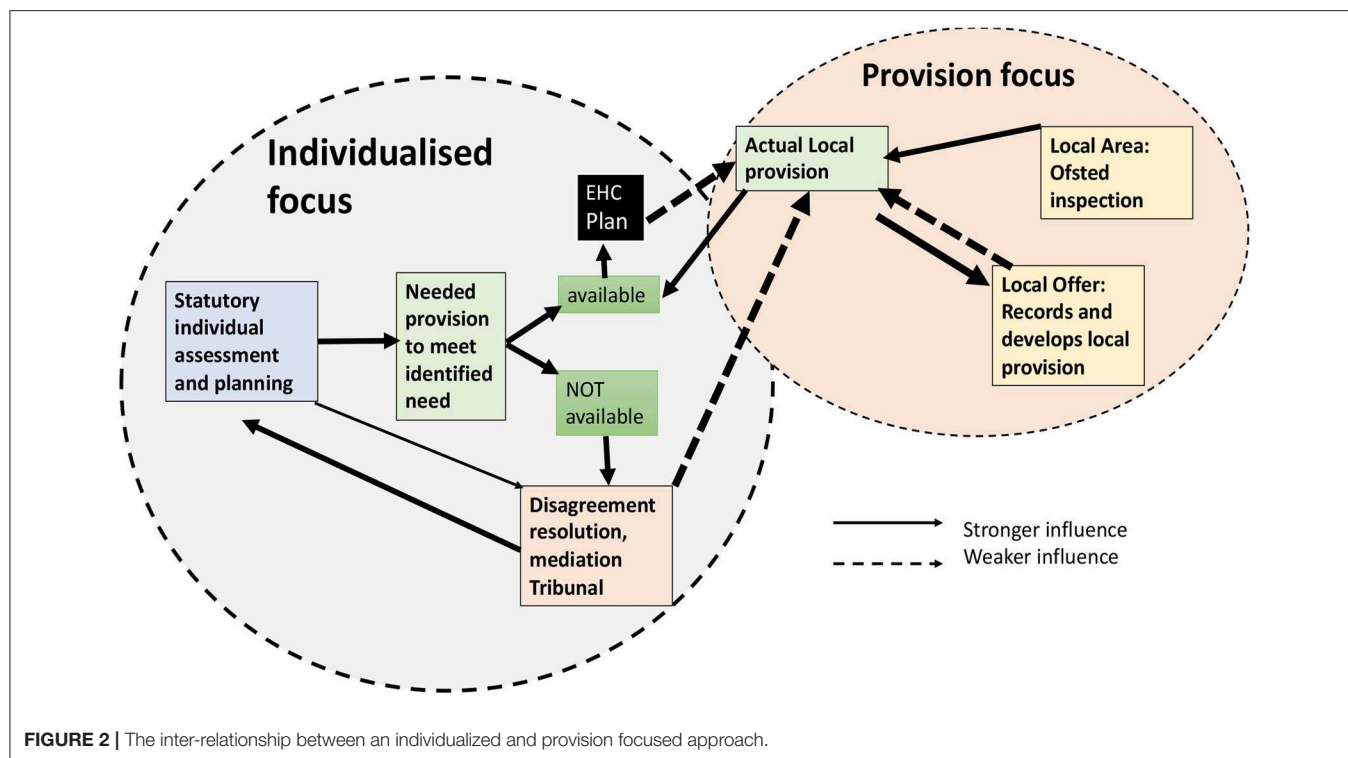 Individualised
focus
Provision focus
EHC
Plan
Actual Local
provision
Local Area:
Ofsted
inspection
Statutory
individual
assessment
and planning
Needed
provision
to meet
identified
need
available
NOT
available
Local Offer:
Records and
develops local
provision
Disagreement
resolution,
mediation
Tribunal
Stronger influence
Weaker influence
FIGURE 2 | The inter-relationship between an individualized and provision focused approach.